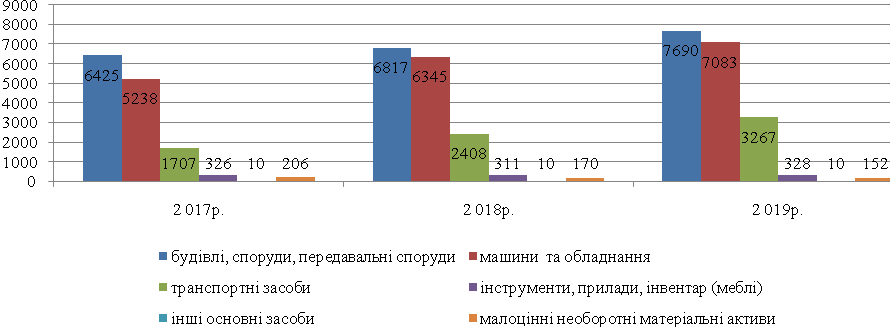 9000
8000
7000
6000
5000
4000
3000
2000
1000
0
6425 5238 1707 326 10 206
6817 6345 2408 311 10 170
7690 7083 3267 328 10 152
2 017р. 2 018р. 2 019р.
будівлі, споруди, передавальні споруди машини та обладнання
транспортні засоби інструменти, прилади, інвентар (меблі)
інші основні засоби малоцінні необоротні матеріальні активи